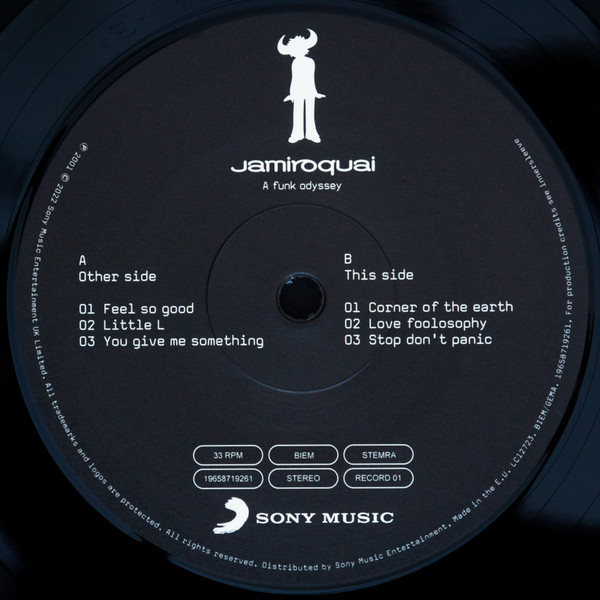 jamiroquai
A funk odyssey
A
Other side
01 Feel so good
02 Little L
03 You give me something
B
This side
01 Corner of the earth
02 Love foolosophy
03 Stop don't panic
33 RPM
BIEM
STEMRA
19658719261
STEREO
RECORD 01
SONY MUSIC
℗ 2001 © 2022 Sony Music Entertainment UK Limited. All trademarks and logos are protected. All rights reserved. Distributed by Sony Music Entertainment. Made in the E.U. LC12723. BIEM/GEMA. 19658719261. For production credits see innersleeve